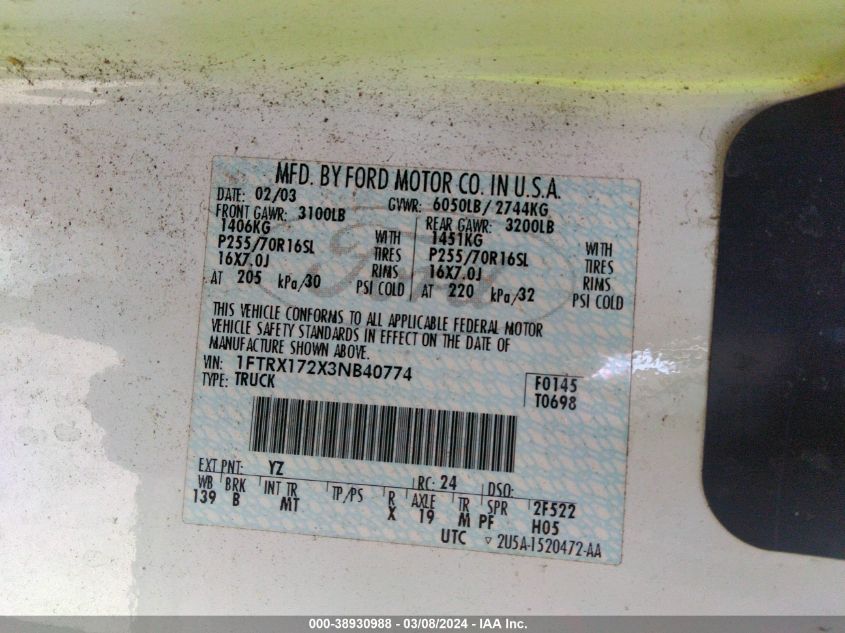 MFD. BY FORD MOTOR CO. IN U.S.A.
DATE: 02/03 GVWR: 6050LB/ 2744KG
FRONT GAWR: 3100LB REAR GAWR: 3200LB
1406KG WITH 1451KG WITH
P255/70R16SL TIRES P255/70R16SL TIRES
16X7.0J RIMS 16X7.0J RIMS
AT 205 kPa/30 PSI COLD AT 220 kPa/32 PSI COLD
THIS VEHICLE CONFORMS TO ALL APPLICABLE FEDERAL MOTOR
VEHICLE SAFETY STANDARDS IN EFFECT ON THE DATE OF
MANUFACTURE SHOWN ABOVE.
VIN: 1FTRX172X3NB40774 F0145
TYPE: TRUCK T0698
EXT PNT: YZ RC: 24 DSO:
WB BRK INT TR TP/PS R AXLE TR SPR 2F522
139 B MT X 19 M PF H05
UTC ▽ 2U5A-1520472-AA
000-38930988 - 03/08/2024 - IAA Inc.